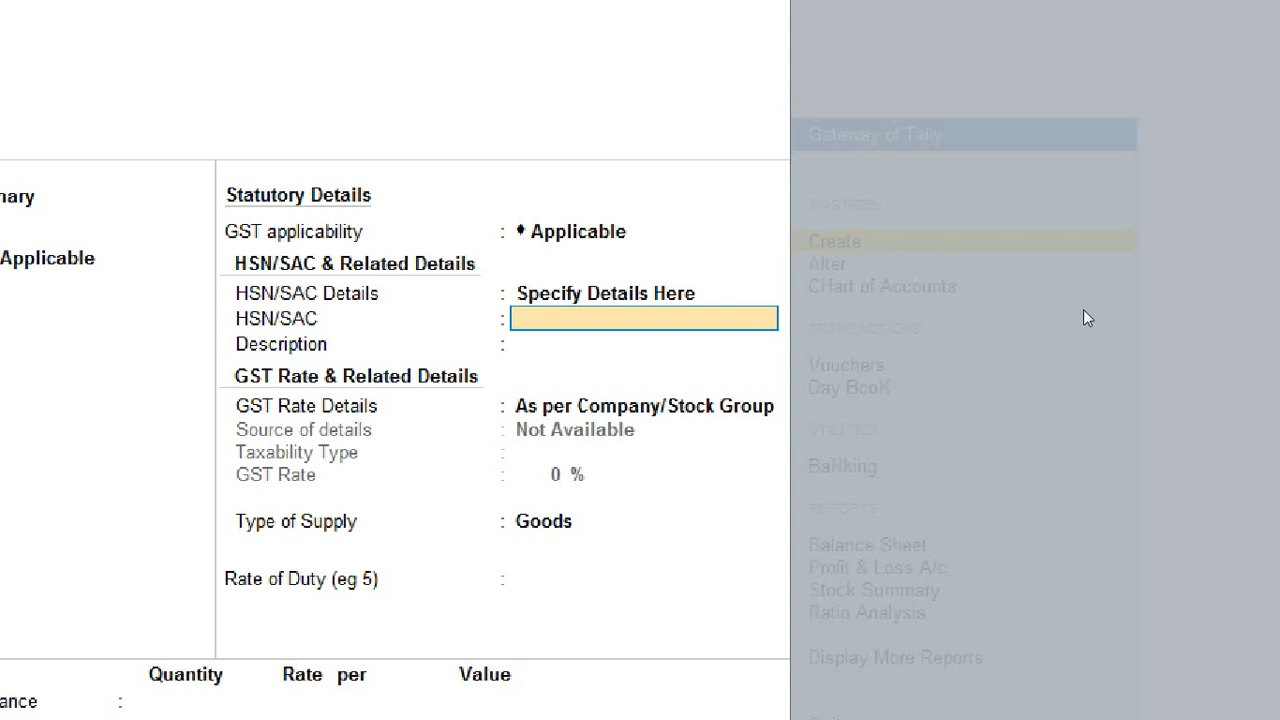 Gateway of Tally
MASTERS
Create
Alter
CHart of Accounts
TRANSACTIONS
Vouchers
Day BooK
UTILITIES
BaNking
REPORTS
Balance Sheet
Profit & Loss A/c
Stock Summary
Ratio Analysis
Display More Reports
Applicable
Statutory Details
GST applicability : ♦ Applicable
HSN/SAC & Related Details
HSN/SAC Details : Specify Details Here
HSN/SAC :
Description :
GST Rate & Related Details
GST Rate Details : As per Company/Stock Group
Source of details : Not Available
Taxability Type :
GST Rate : 0 %
Type of Supply : Goods
Rate of Duty (eg 5) :
Quantity Rate per Value
ance :